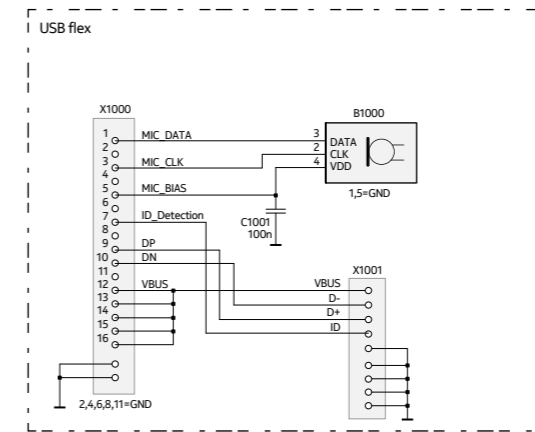 USB flex
X1000
B1000
1
2
3
4
5
6
7
8
9
10
11
12
13
14
15
16
MIC_DATA
MIC_CLK
MIC_BIAS
ID_Detection
DP
DN
VBUS
3
2
4
DATA
CLK
VDD
1,5=GND
C1001
100n
X1001
VBUS
D-
D+
ID
2,4,6,8,11=GND